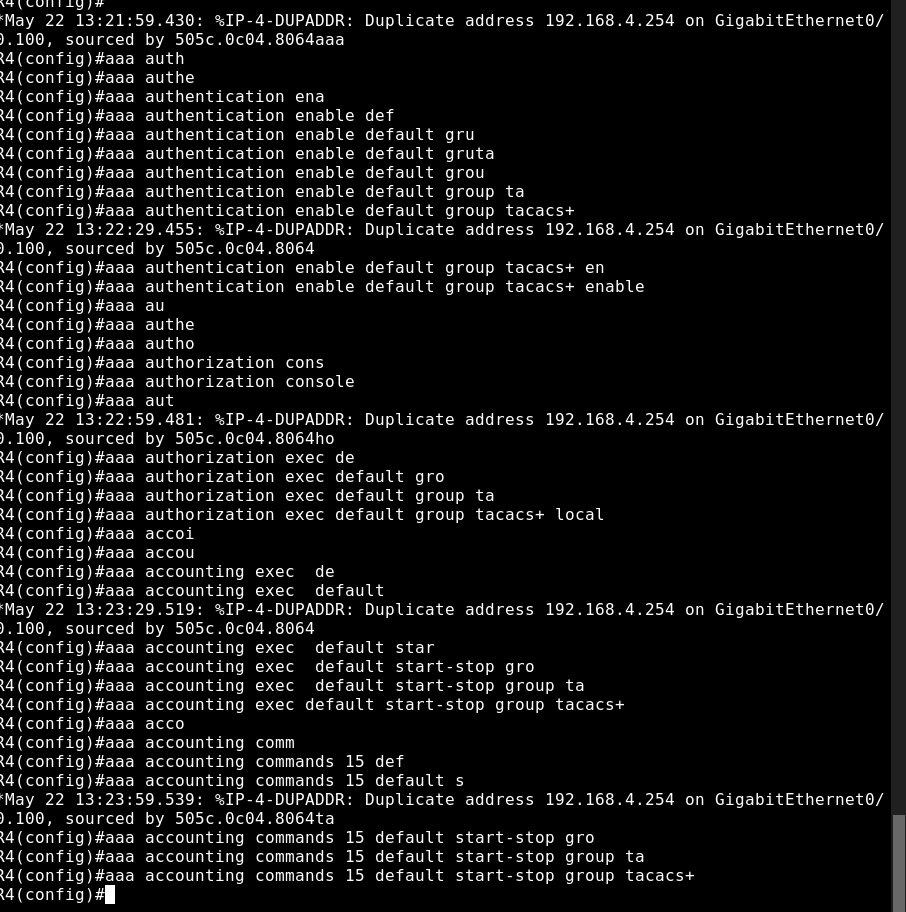 R4(config)#
*May 22 13:21:59.430: %IP-4-DUPADDR: Duplicate address 192.168.4.254 on GigabitEthernet0/
0.100, sourced by 505c.0c04.8064aaa
R4(config)#aaa auth
R4(config)#aaa authe
R4(config)#aaa authentication ena
R4(config)#aaa authentication enable def
R4(config)#aaa authentication enable default gru
R4(config)#aaa authentication enable default gruta
R4(config)#aaa authentication enable default grou
R4(config)#aaa authentication enable default group ta
R4(config)#aaa authentication enable default group tacacs+
*May 22 13:22:29.455: %IP-4-DUPADDR: Duplicate address 192.168.4.254 on GigabitEthernet0/
0.100, sourced by 505c.0c04.8064
R4(config)#aaa authentication enable default group tacacs+ en
R4(config)#aaa authentication enable default group tacacs+ enable
R4(config)#aaa au
R4(config)#aaa authe
R4(config)#aaa autho
R4(config)#aaa authorization cons
R4(config)#aaa authorization console
R4(config)#aaa aut
*May 22 13:22:59.481: %IP-4-DUPADDR: Duplicate address 192.168.4.254 on GigabitEthernet0/
0.100, sourced by 505c.0c04.8064ho
R4(config)#aaa authorization exec de
R4(config)#aaa authorization exec default gro
R4(config)#aaa authorization exec default group ta
R4(config)#aaa authorization exec default group tacacs+ local
R4(config)#aaa accoi
R4(config)#aaa accou
R4(config)#aaa accounting exec  de
R4(config)#aaa accounting exec  default
*May 22 13:23:29.519: %IP-4-DUPADDR: Duplicate address 192.168.4.254 on GigabitEthernet0/
0.100, sourced by 505c.0c04.8064
R4(config)#aaa accounting exec  default star
R4(config)#aaa accounting exec  default start-stop gro
R4(config)#aaa accounting exec  default start-stop group ta
R4(config)#aaa accounting exec default start-stop group tacacs+
R4(config)#aaa acco
R4(config)#aaa accounting comm
R4(config)#aaa accounting commands 15 def
R4(config)#aaa accounting commands 15 default s
*May 22 13:23:59.539: %IP-4-DUPADDR: Duplicate address 192.168.4.254 on GigabitEthernet0/
0.100, sourced by 505c.0c04.8064ta
R4(config)#aaa accounting commands 15 default start-stop gro
R4(config)#aaa accounting commands 15 default start-stop group ta
R4(config)#aaa accounting commands 15 default start-stop group tacacs+
R4(config)#